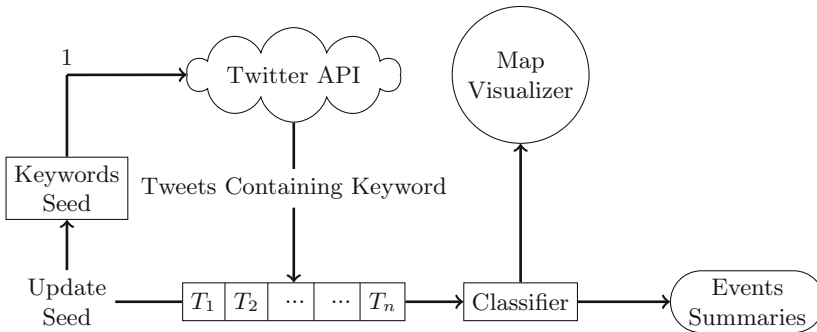 1
Twitter API
Map
Visualizer
Keywords
Seed
Tweets Containing Keyword
Update
Seed
T1 T2 ... ... Tn
Classifier
Events
Summaries